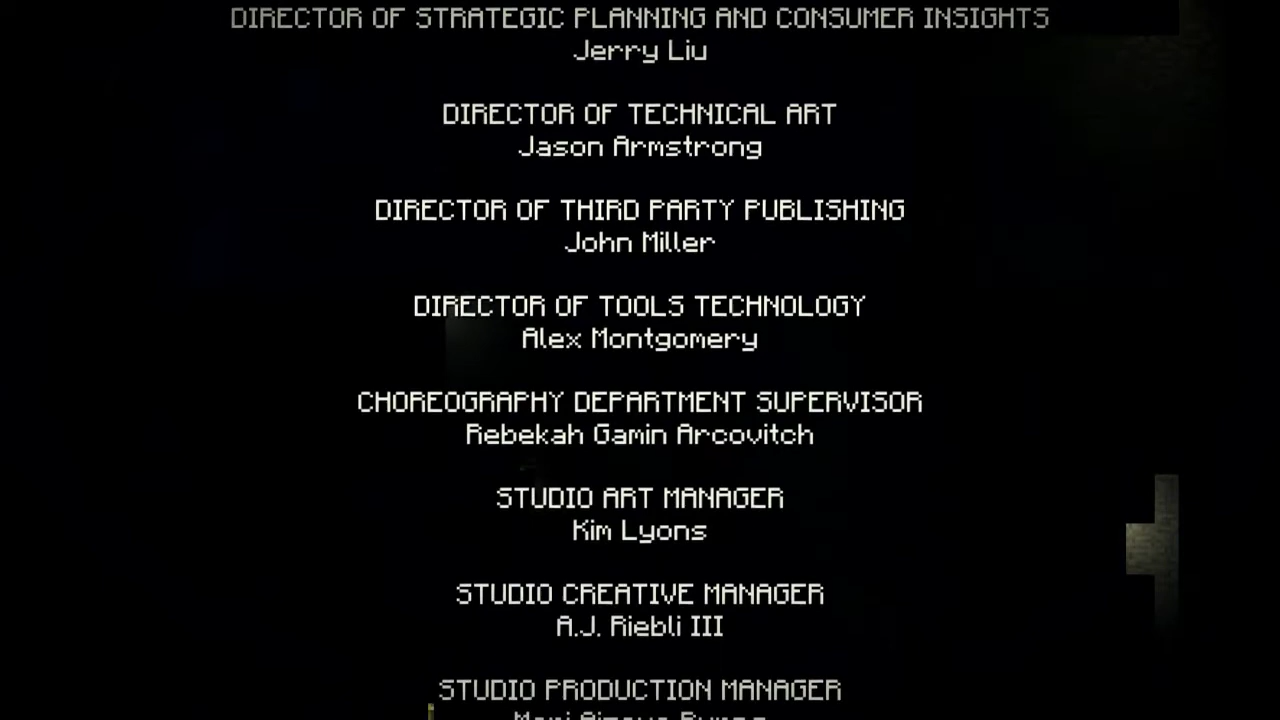 DIRECTOR OF STRATEGIC PLANNING AND CONSUMER INSIGHTS
Jerry Liu
DIRECTOR OF TECHNICAL ART
Jason Armstrong
DIRECTOR OF THIRD PARTY PUBLISHING
John Miller
DIRECTOR OF TOOLS TECHNOLOGY
Alex Montgomery
CHOREOGRAPHY DEPARTMENT SUPERVISOR
Rebekah Gamin Arcovitch
STUDIO ART MANAGER
Kim Lyons
STUDIO CREATIVE MANAGER
A.J. Riebli III
STUDIO PRODUCTION MANAGER